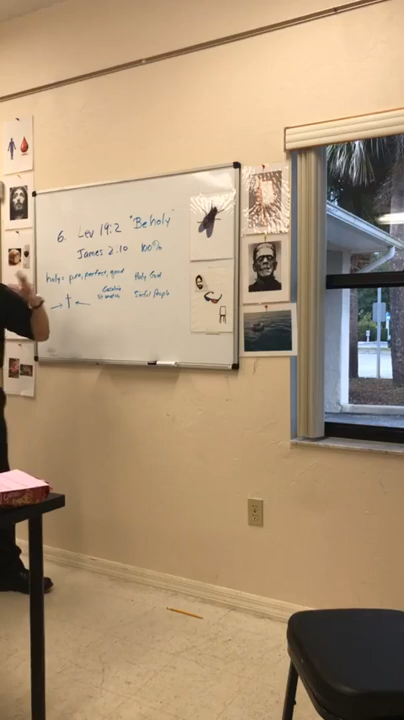 6. Lev 19:2 "Be holy"
James 2:10 100%
holy = pure, perfect, good Holy God
Sinful People